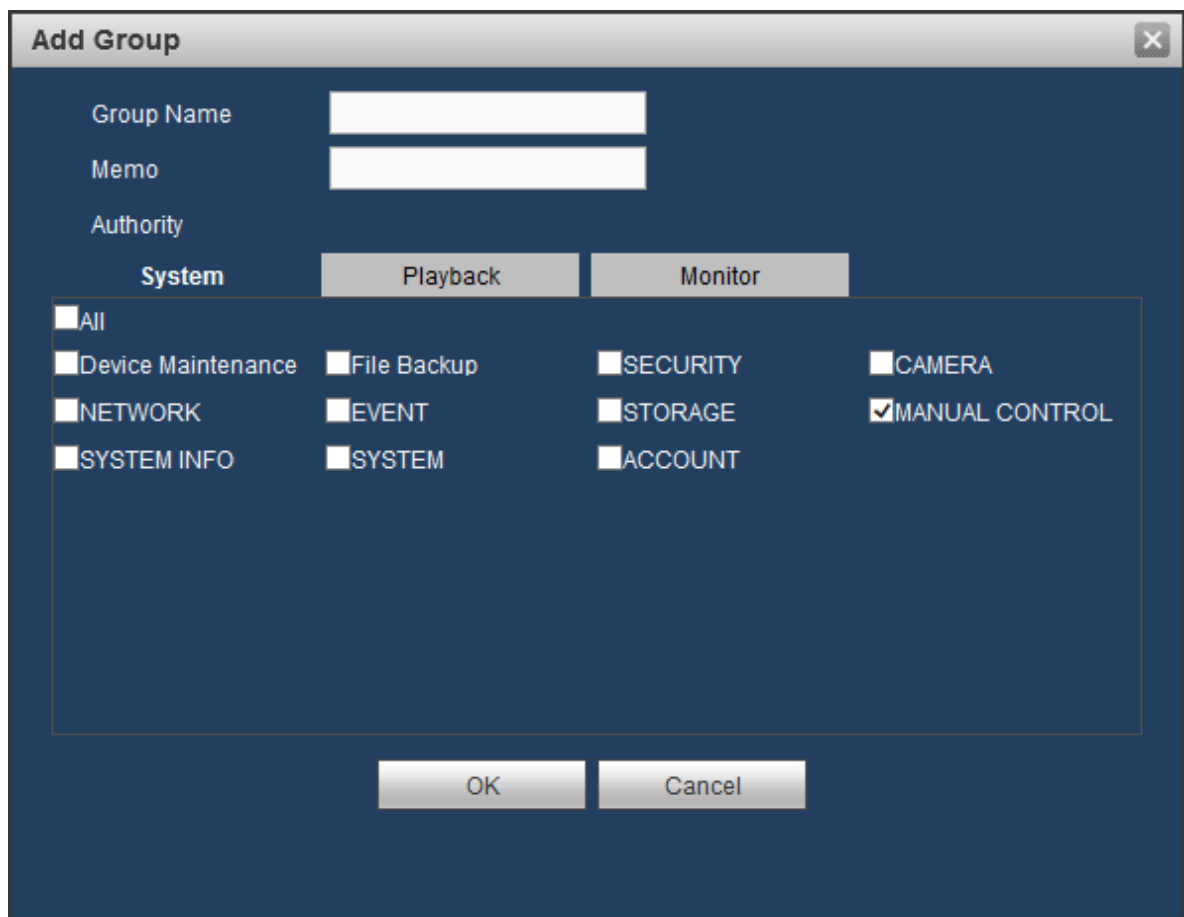 Add Group
Group Name
Memo
Authority
System Playback Monitor
All
Device Maintenance File Backup SECURITY CAMERA
NETWORK EVENT STORAGE MANUAL CONTROL
SYSTEM INFO SYSTEM ACCOUNT
OK Cancel